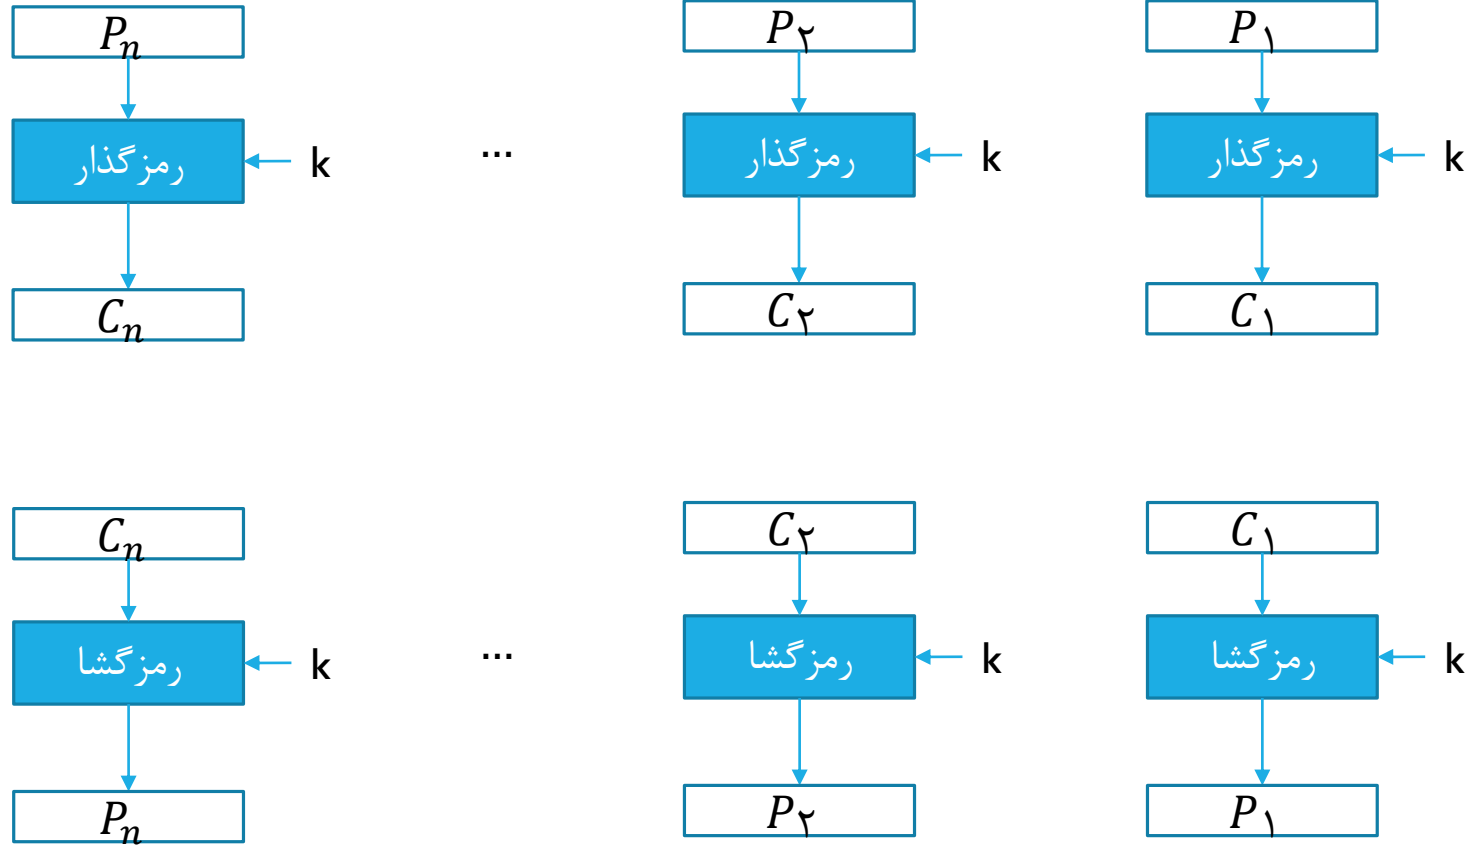 P۱ P۲ Pn
رمزگذار k رمزگذار k ... رمزگذار k
C۱ C۲ Cn
C۱ C۲ Cn
رمزگشا k رمزگشا k ... رمزگشا k
P۱ P۲ Pn